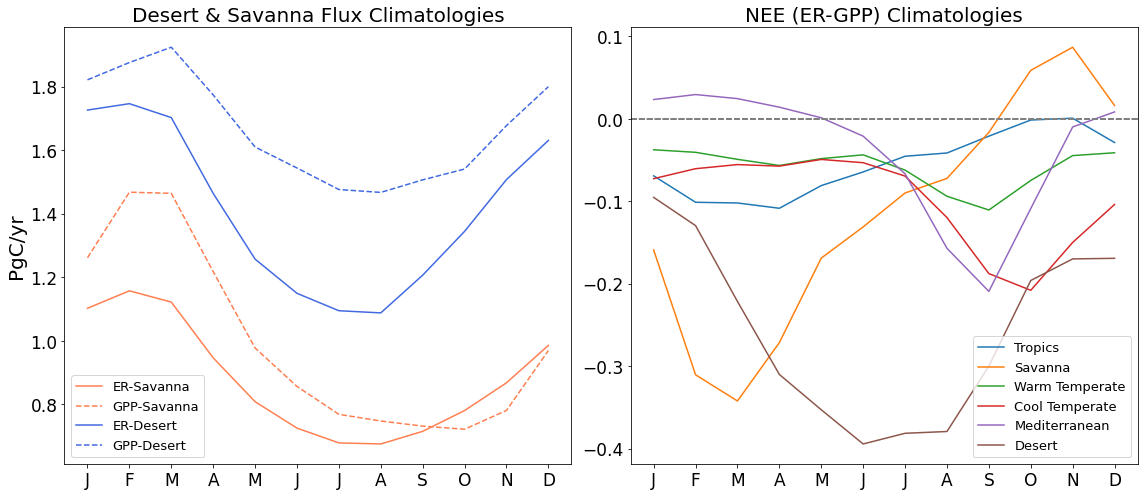 Desert & Savanna Flux Climatologies
PgC/yr
1.8
1.6
1.4
1.2
1.0
0.8
ER-Savanna
GPP-Savanna
ER-Desert
GPP-Desert
J F M A M J J A S O N D
NEE (ER-GPP) Climatologies
0.1
0.0
−0.1
−0.2
−0.3
−0.4
Tropics
Savanna
Warm Temperate
Cool Temperate
Mediterranean
Desert
J F M A M J J A S O N D